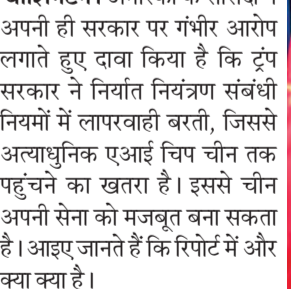 अपनी ही सरकार पर गंभीर आरोप
लगाते हुए दावा किया है कि ट्रंप
सरकार ने निर्यात नियंत्रण संबंधी
नियमों में लापरवाही बरती, जिससे
अत्याधुनिक एआई चिप चीन तक
पहुंचने का खतरा है। इससे चीन
अपनी सेना को मजबूत बना सकता
है। आइए जानते हैं कि रिपोर्ट में और
क्या क्या है।